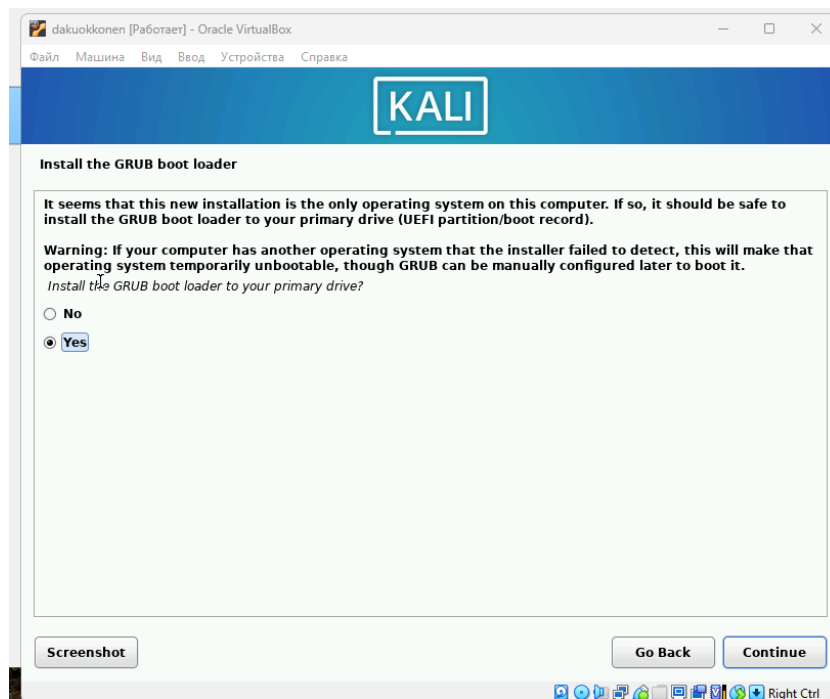 dakuokkonen [Работает] - Oracle VirtualBox
Файл Машина Вид Ввод Устройства Справка
KALI
Install the GRUB boot loader
It seems that this new installation is the only operating system on this computer. If so, it should be safe to
install the GRUB boot loader to your primary drive (UEFI partition/boot record).
Warning: If your computer has another operating system that the installer failed to detect, this will make that
operating system temporarily unbootable, though GRUB can be manually configured later to boot it.
Install the GRUB boot loader to your primary drive?
No
Yes
Screenshot Go Back Continue
Right Ctrl